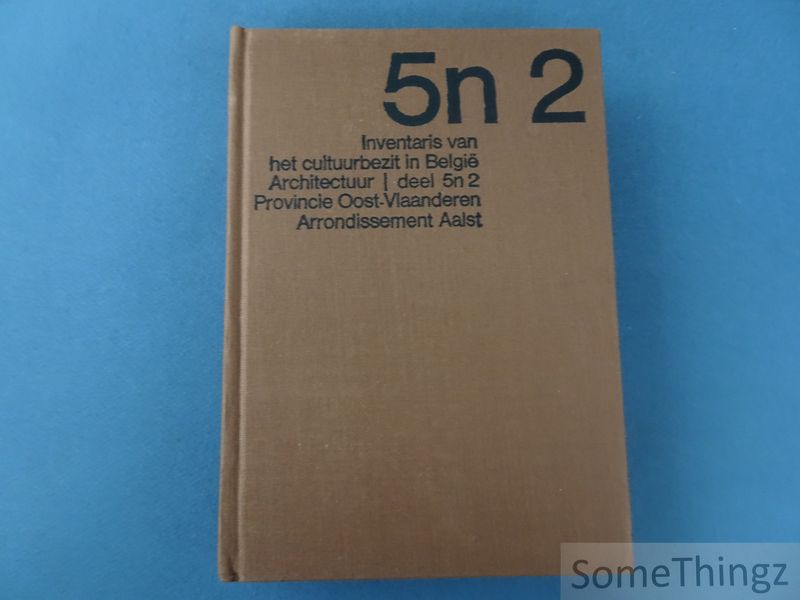 5n 2
Inventaris van
het cultuurbezit in België
Architectuur | deel 5n 2
Provincie Oost-Vlaanderen
Arrondissement Aalst
SomeThingz